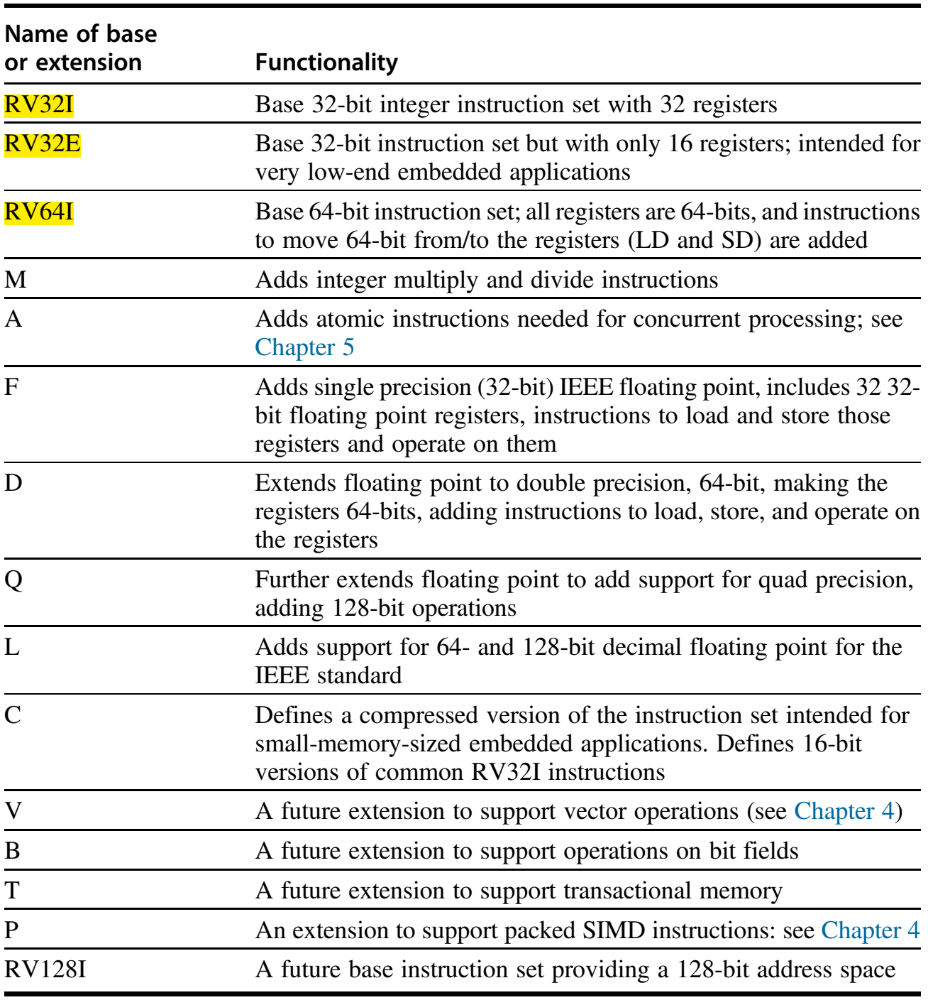 Name of base
or extension Functionality
RV32I Base 32-bit integer instruction set with 32 registers
RV32E Base 32-bit instruction set but with only 16 registers; intended for
very low-end embedded applications
RV64I Base 64-bit instruction set; all registers are 64-bits, and instructions
to move 64-bit from/to the registers (LD and SD) are added
M Adds integer multiply and divide instructions
A Adds atomic instructions needed for concurrent processing; see
Chapter 5
F Adds single precision (32-bit) IEEE floating point, includes 32 32-
bit floating point registers, instructions to load and store those
registers and operate on them
D Extends floating point to double precision, 64-bit, making the
registers 64-bits, adding instructions to load, store, and operate on
the registers
Q Further extends floating point to add support for quad precision,
adding 128-bit operations
L Adds support for 64- and 128-bit decimal floating point for the
IEEE standard
C Defines a compressed version of the instruction set intended for
small-memory-sized embedded applications. Defines 16-bit
versions of common RV32I instructions
V A future extension to support vector operations (see Chapter 4)
B A future extension to support operations on bit fields
T A future extension to support transactional memory
P An extension to support packed SIMD instructions: see Chapter 4
RV128I A future base instruction set providing a 128-bit address space